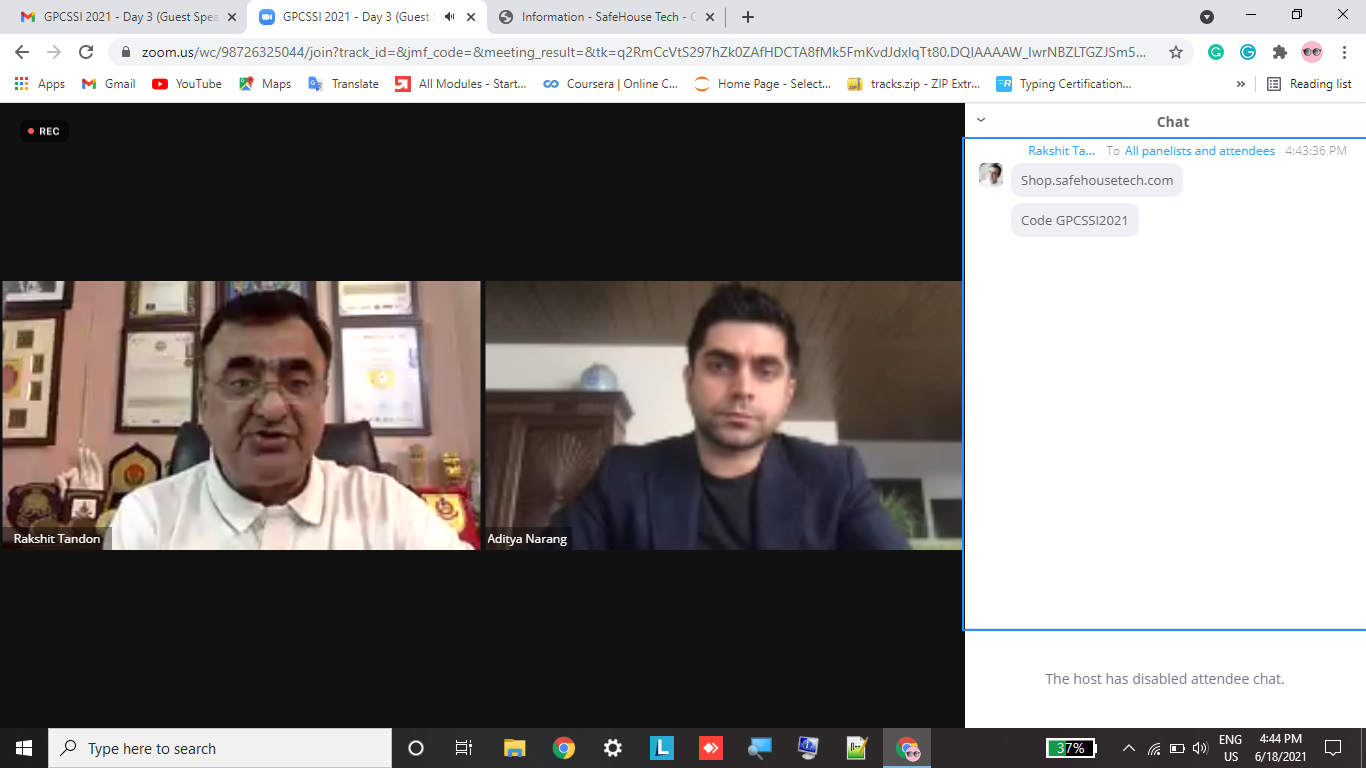 GPCSSI 2021 - Day 3 (Guest Spea
GPCSSI 2021 - Day 3 (Guest S
Information - SafeHouse Tech - C
zoom.us/wc/98726325044/join?track_id=&jmf_code=&meeting_result=&tk=
Apps
Gmail
YouTube
Maps
Translate
All Modules - Start...
Coursera | Online C...
Home Page - Select...
tracks.zip - ZIP Extr...
Typing Certification...
»
Reading list
REC
Chat
Rakshit Ta... To All panelists and attendees 4:43:36 PM
Shop.safehousetech.com
Code GPCSSI2021
Rakshit Tandon
Aditya Narang
The host has disabled attendee chat.
Type here to search
L
37%
ENG
US
4:44 PM
6/18/2021